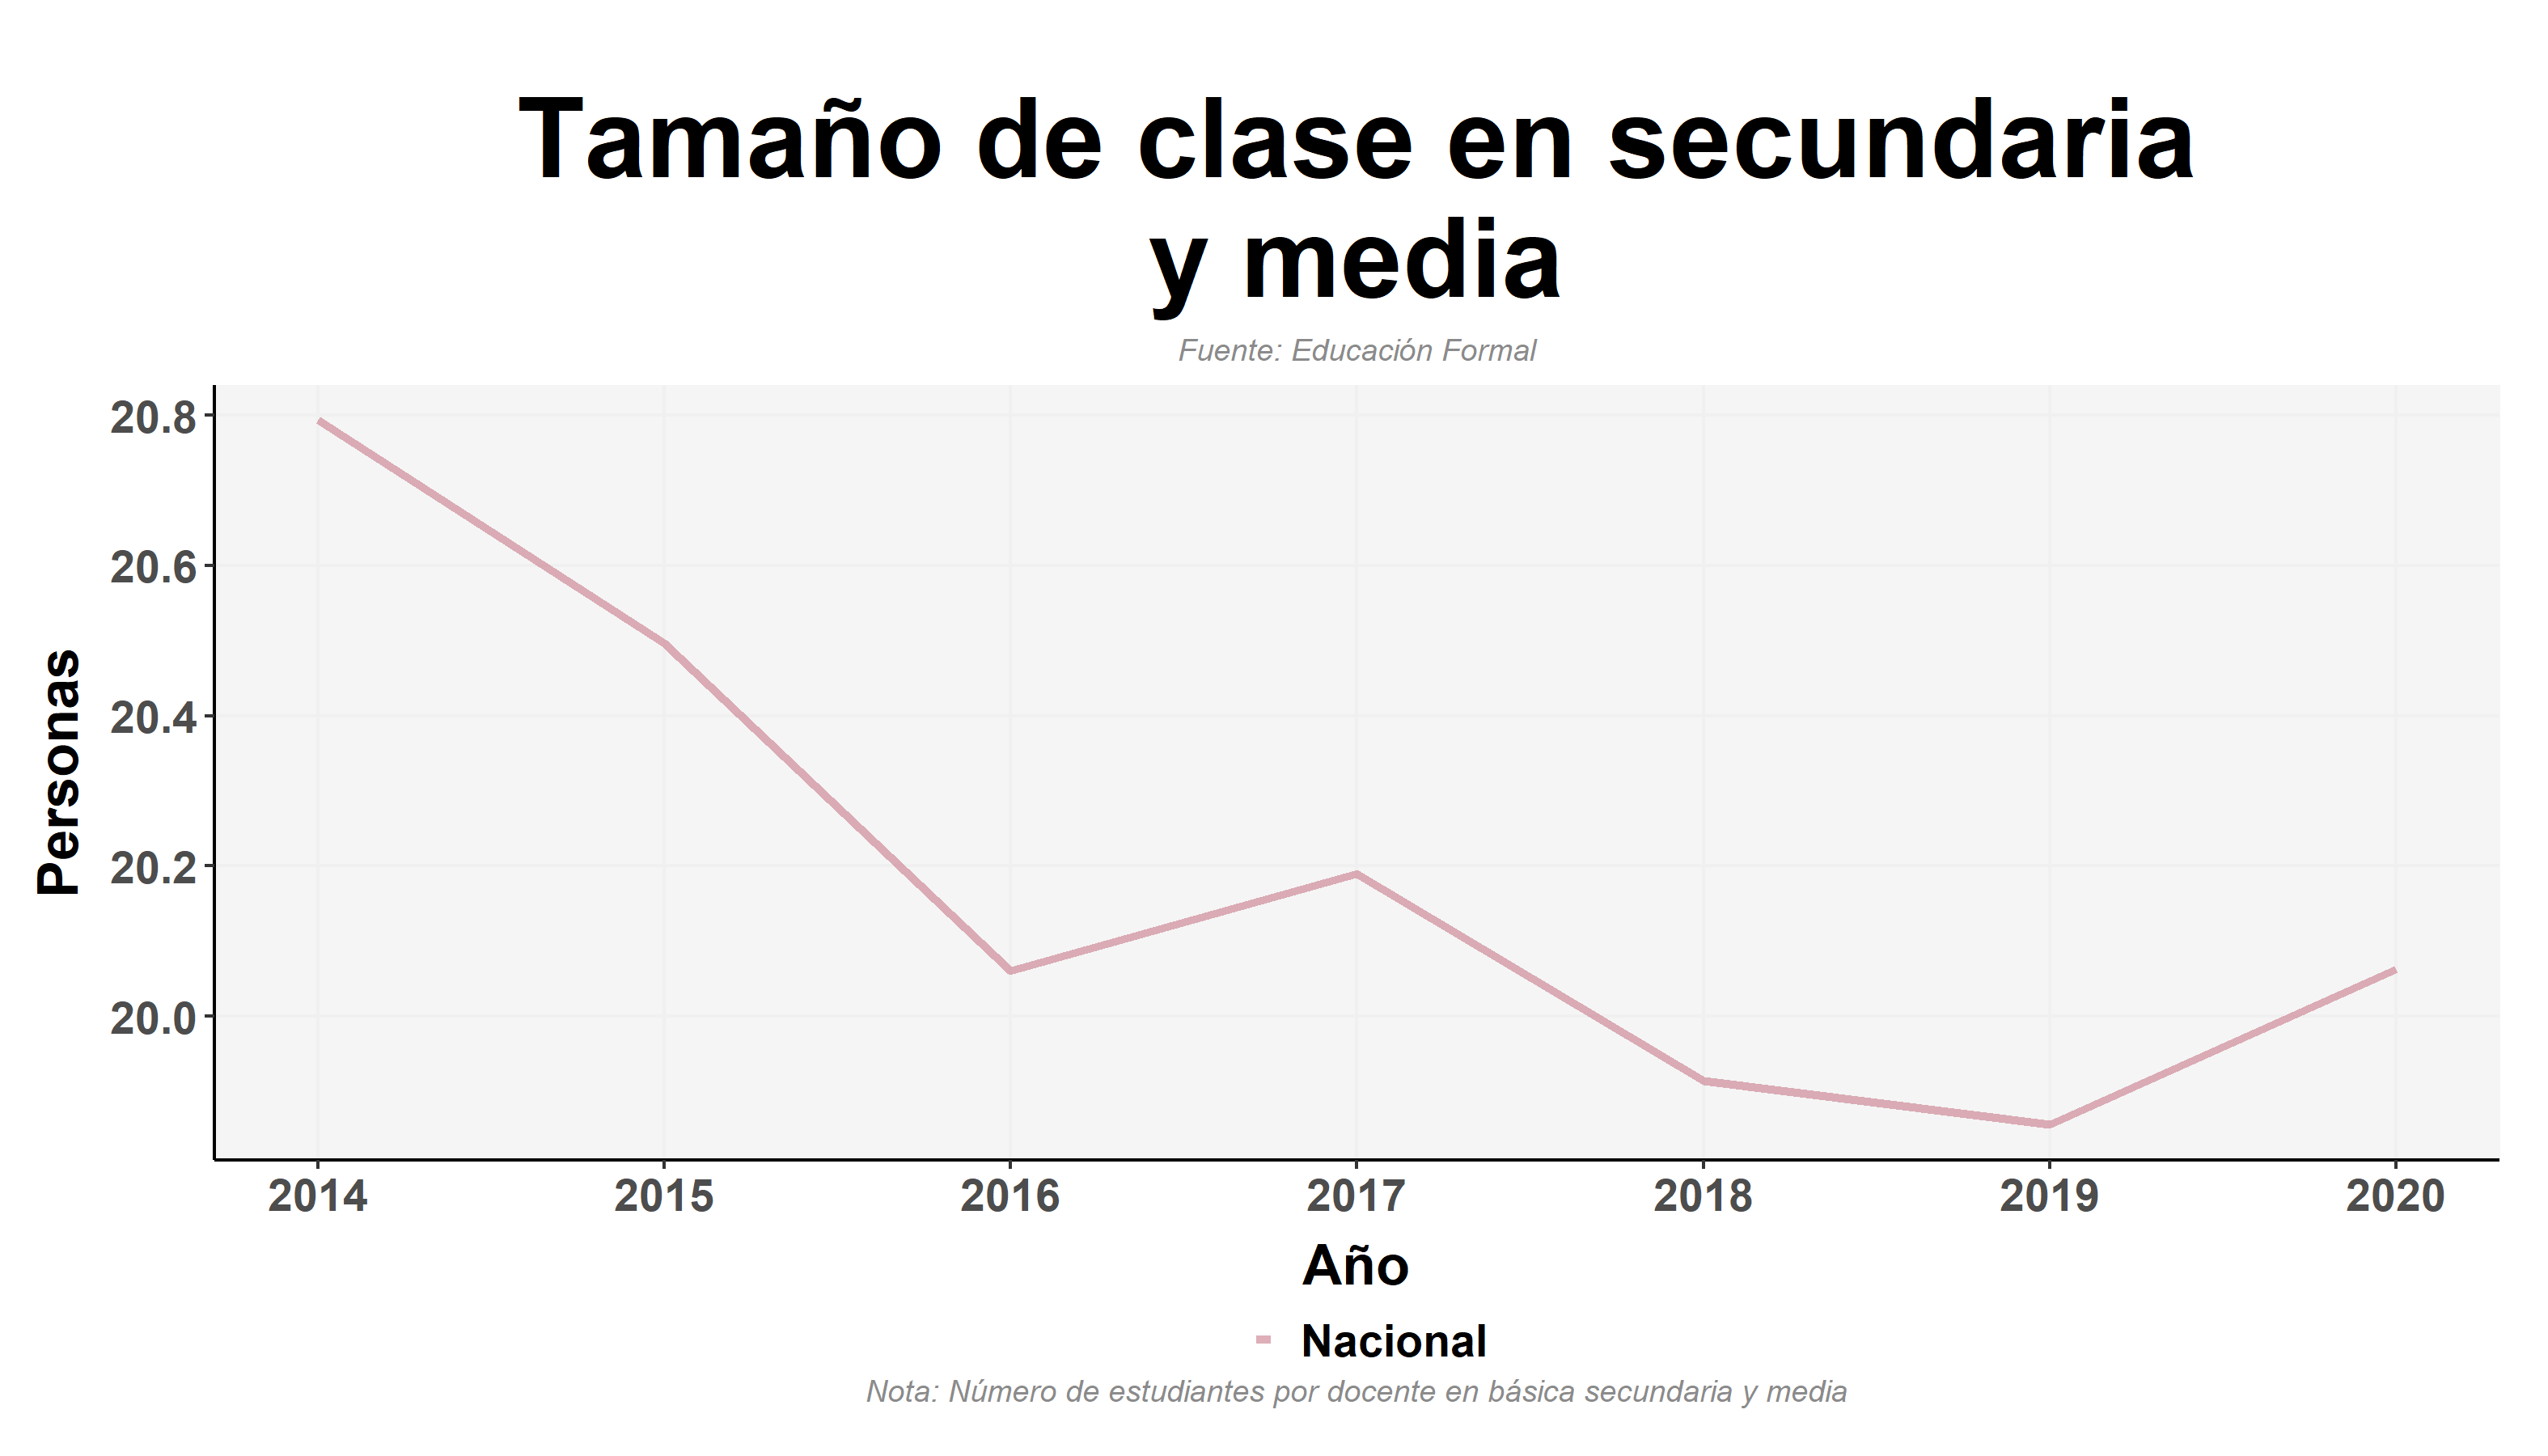 Tamaño de clase en secundaria
y media
Fuente: Educación Formal
20.8
20.6
20.4
20.2
20.0
Personas
2014 2015 2016 2017 2018 2019 2020
Año
Nacional
Nota: Número de estudiantes por docente en básica secundaria y media